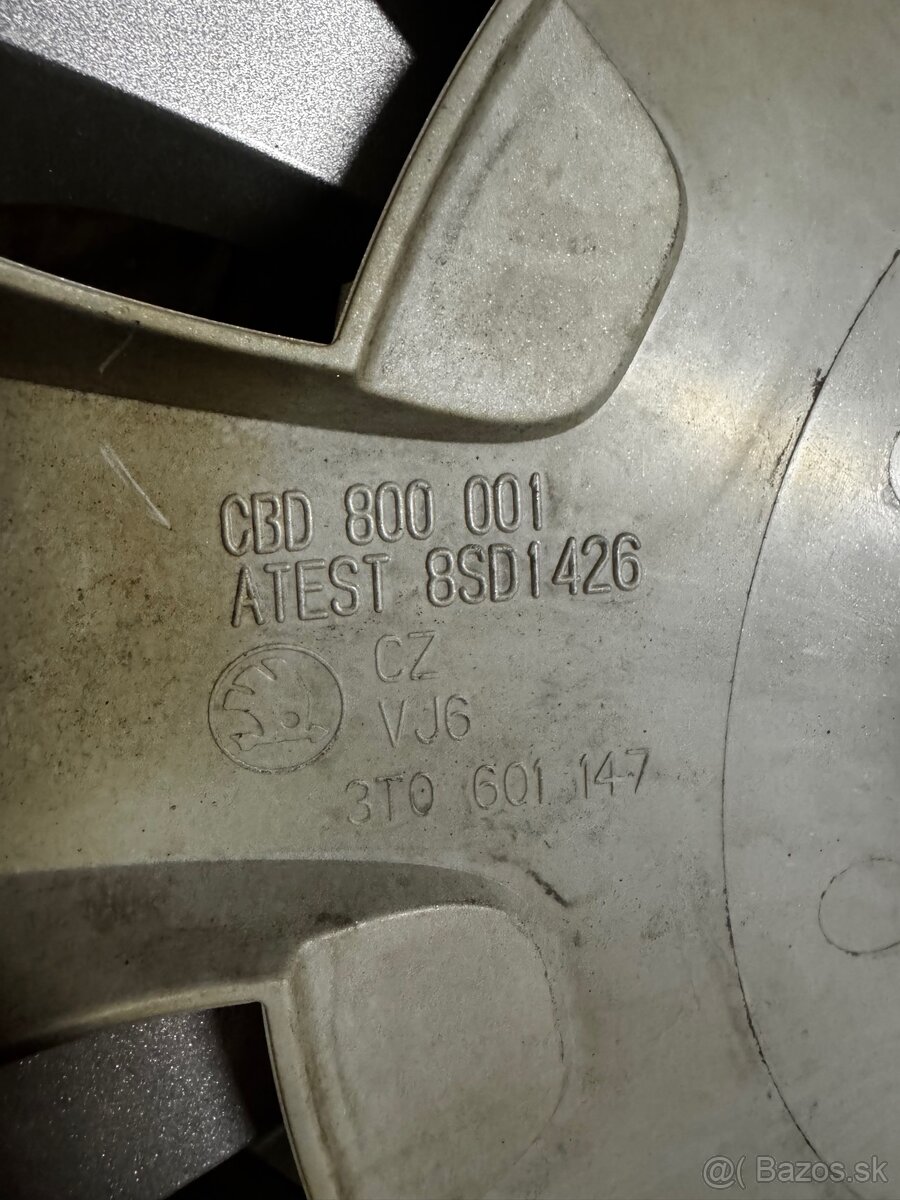 CBD 800 001
ATEST 8SD1426
CZ
VJ6
3T0 601 147
@( Bazos.sk